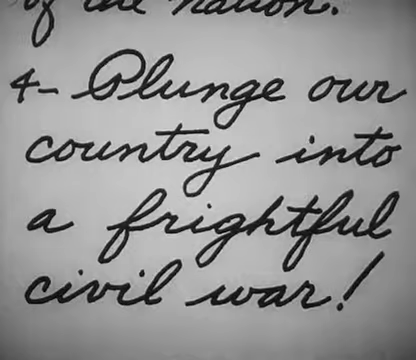 of the nation.
4- Plunge our
country into
a frightful
civil war!